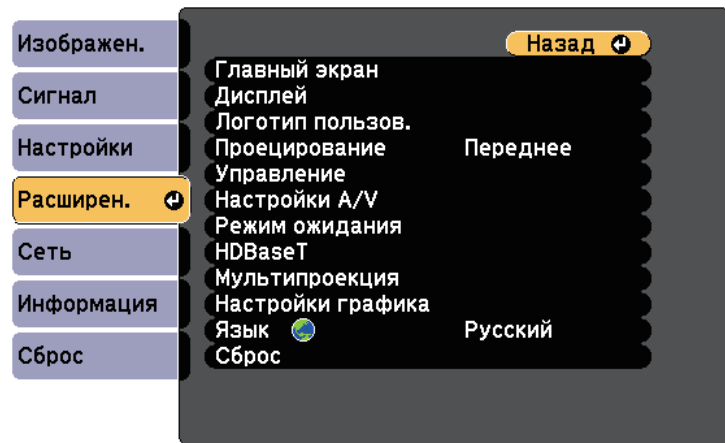 Изображен.
Сигнал
Настройки
Расширен.
Сеть
Информация
Сброс
Назад
Главный экран
Дисплей
Логотип пользов.
Проецирование Переднее
Управление
Настройки A/V
Режим ожидания
HDBaseT
Мультипроекция
Настройки графика
Язык Русский
Сброс